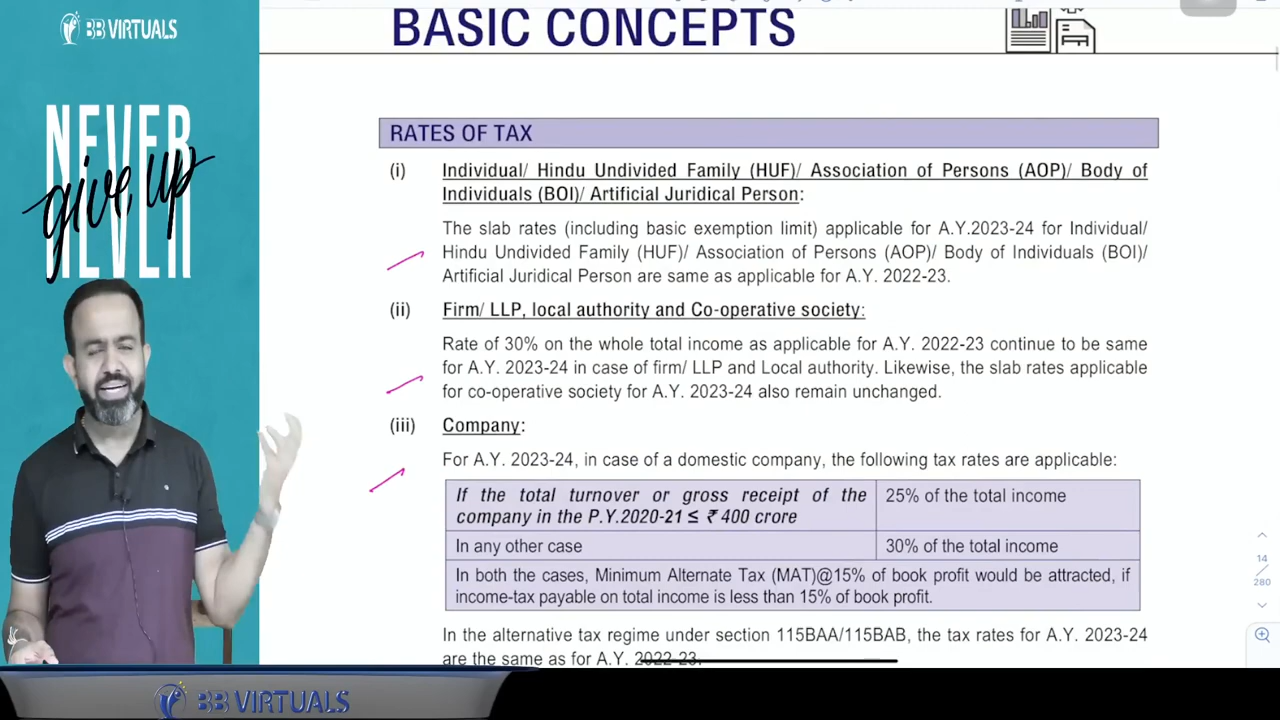 BB VIRTUALS
NEVER
give up
NEVER
BASIC CONCEPTS
RATES OF TAX
(i) Individual/ Hindu Undivided Family (HUF)/ Association of Persons (AOP)/ Body of
Individuals (BOI)/ Artificial Juridical Person:
The slab rates (including basic exemption limit) applicable for A.Y.2023-24 for Individual/
Hindu Undivided Family (HUF)/ Association of Persons (AOP)/ Body of Individuals (BOI)/
Artificial Juridical Person are same as applicable for A.Y. 2022-23.
(ii) Firm/ LLP, local authority and Co-operative society:
Rate of 30% on the whole total income as applicable for A.Y. 2022-23 continue to be same
for A.Y. 2023-24 in case of firm/ LLP and Local authority. Likewise, the slab rates applicable
for co-operative society for A.Y. 2023-24 also remain unchanged.
(iii) Company:
For A.Y. 2023-24, in case of a domestic company, the following tax rates are applicable:
If the total turnover or gross receipt of the 25% of the total income
company in the P.Y.2020-21 ≤ ₹ 400 crore
In any other case 30% of the total income
In both the cases, Minimum Alternate Tax (MAT)@15% of book profit would be attracted, if
income-tax payable on total income is less than 15% of book profit.
In the alternative tax regime under section 115BAA/115BAB, the tax rates for A.Y. 2023-24
are the same as for A.Y. 2022-23.
14
/
280
BB VIRTUALS